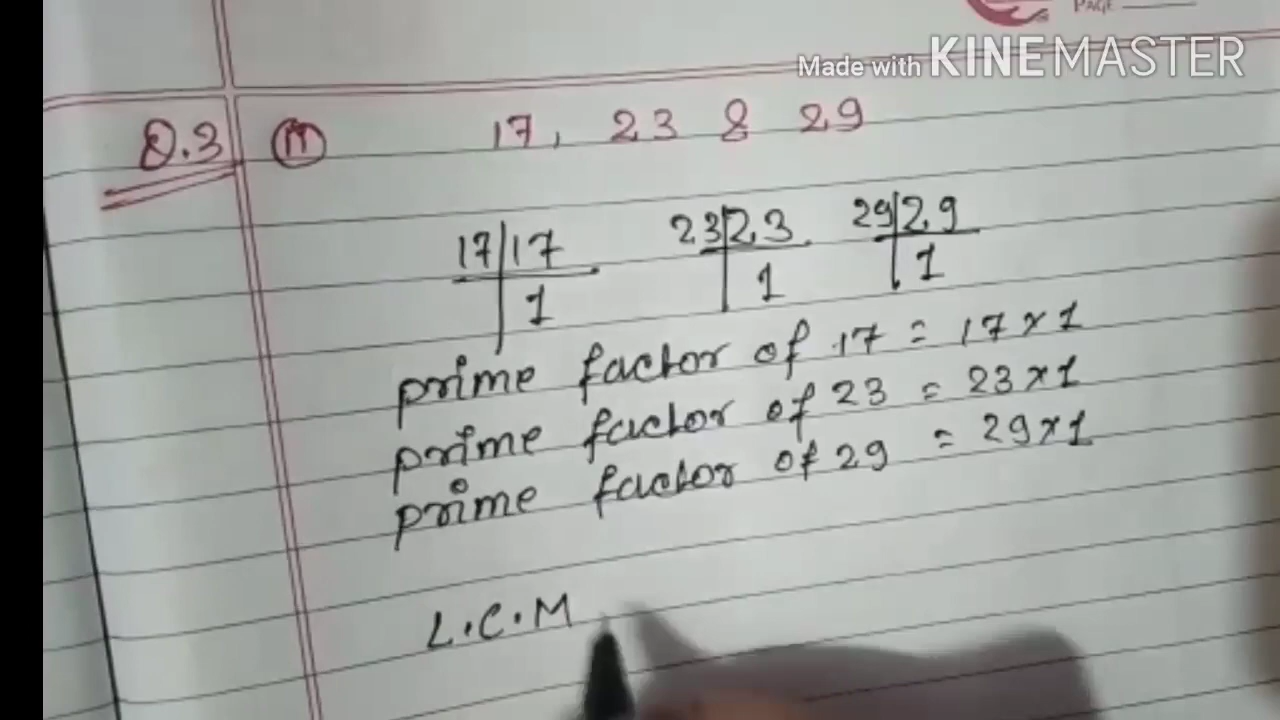 PAGE
Made with KINEMASTER
Q.3 (ii) 17, 23 & 29
17 | 17 23 | 23 29 | 29
1 1 1
prime factor of 17 = 17 x 1
prime factor of 23 = 23 x 1
prime factor of 29 = 29 x 1
L.C.M